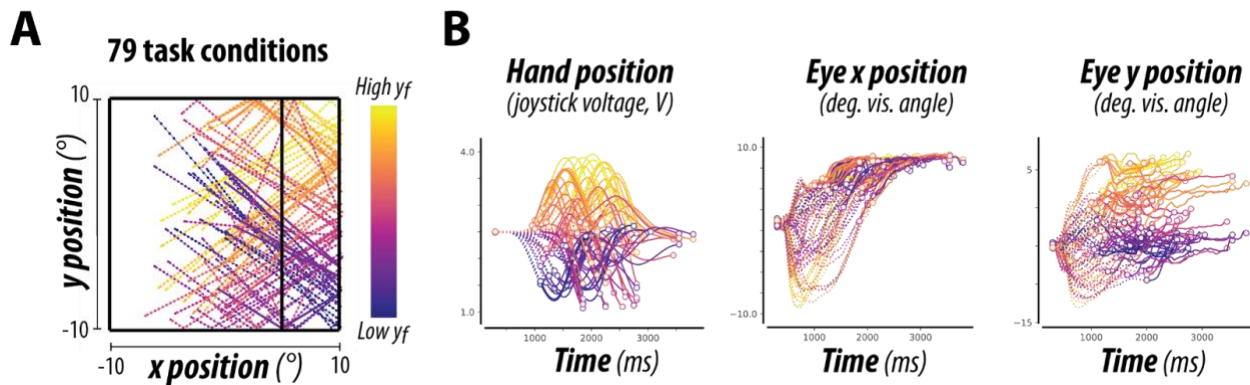 A
79 task conditions
10
-10
y position (°)
-10
10
x position (°)
High yf
Low yf
B
Hand position
(joystick voltage, V)
4.0
1.0
1000 2000 3000
Time (ms)
Eye x position
(deg. vis. angle)
10.0
−10.0
1000 2000 3000
Time (ms)
Eye y position
(deg. vis. angle)
5
−15
1000 2000 3000
Time (ms)